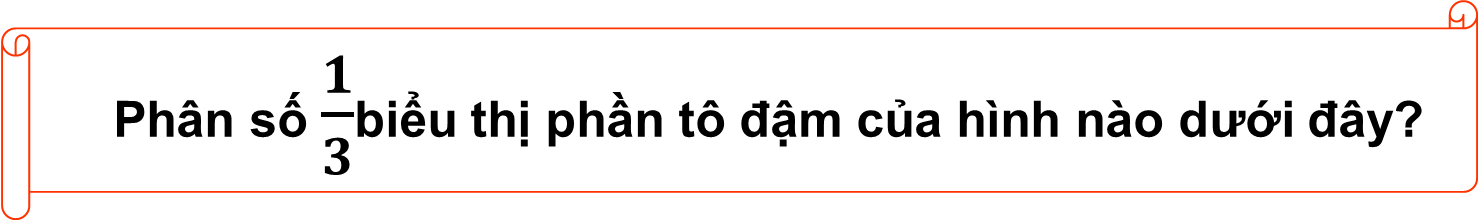 Phân số 1/3 biểu thị phần tô đậm của hình nào dưới đây?